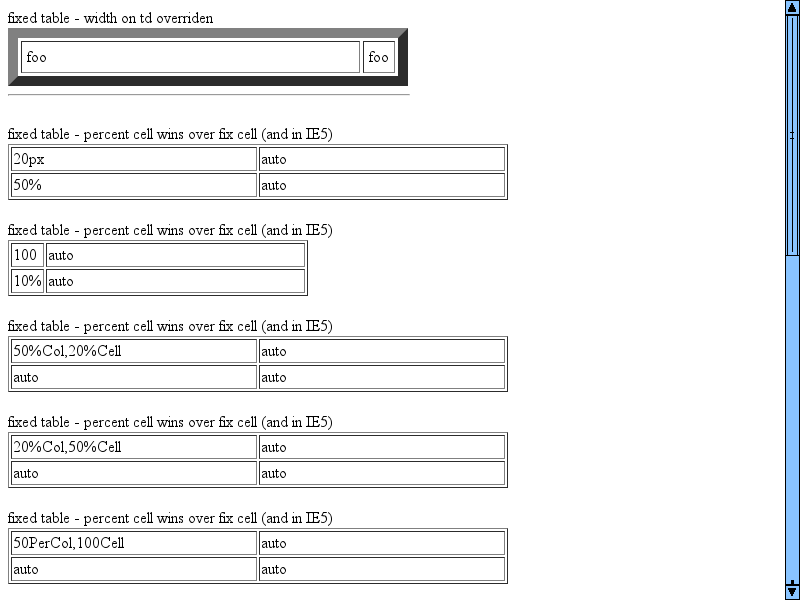 fixed table - width on td overriden
foo foo
fixed table - percent cell wins over fix cell (and in IE5)
20px auto
50% auto
fixed table - percent cell wins over fix cell (and in IE5)
100 auto
10% auto
fixed table - percent cell wins over fix cell (and in IE5)
50%Col,20%Cell auto
auto auto
fixed table - percent cell wins over fix cell (and in IE5)
20%Col,50%Cell auto
auto auto
fixed table - percent cell wins over fix cell (and in IE5)
50PerCol,100Cell auto
auto auto